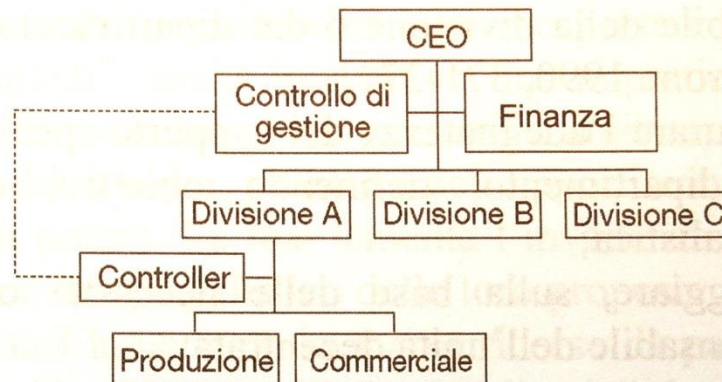 CEO
Controllo di
gestione
Finanza
Divisione A
Divisione B
Divisione C
Controller
Produzione
Commerciale